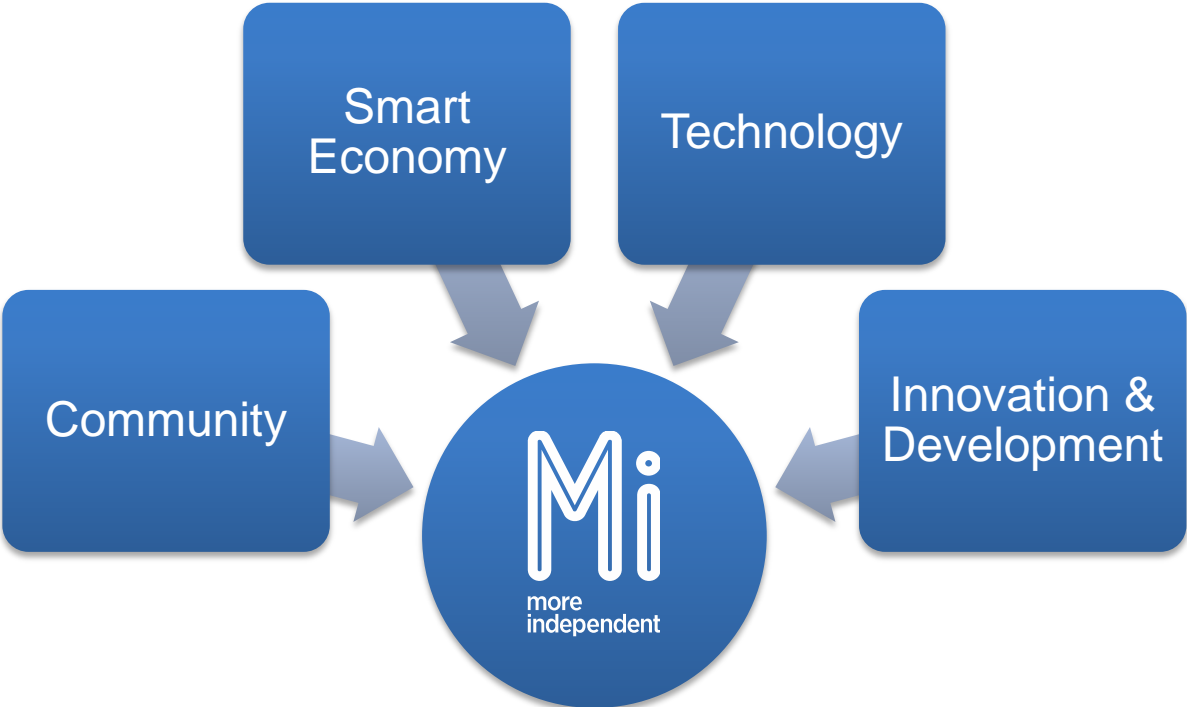 Smart
Economy
Technology
Community
Innovation &
Development
Mi
more
independent